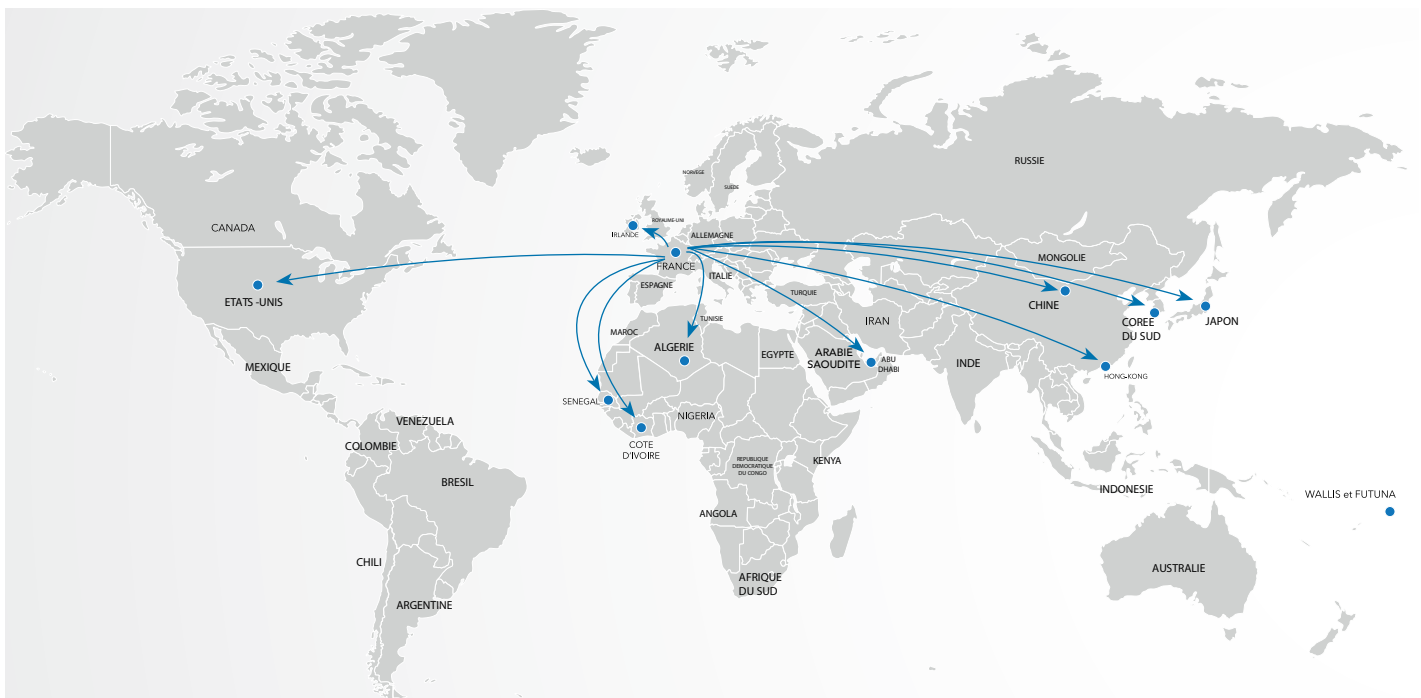 RUSSIE
NORVEGE
SUEDE
ROYAUME-UNI
CANADA
IRLANDE
ALLEMAGNE
MONGOLIE
FRANCE
ITALIE
ESPAGNE
TURQUIE
ETATS -UNIS
CHINE
TUNISIE
IRAN
COREE
DU SUD
JAPON
MAROC
ALGERIE
EGYPTE
ARABIE
SAOUDITE
ABU
DHABI
INDE
MEXIQUE
HONG-KONG
SENEGAL
NIGERIA
VENEZUELA
COTE
D'IVOIRE
COLOMBIE
REPUBLIQUE
DEMOCRATIQUE
DU CONGO
KENYA
BRESIL
INDONESIE
WALLIS et FUTUNA
ANGOLA
CHILI
AUSTRALIE
AFRIQUE
DU SUD
ARGENTINE